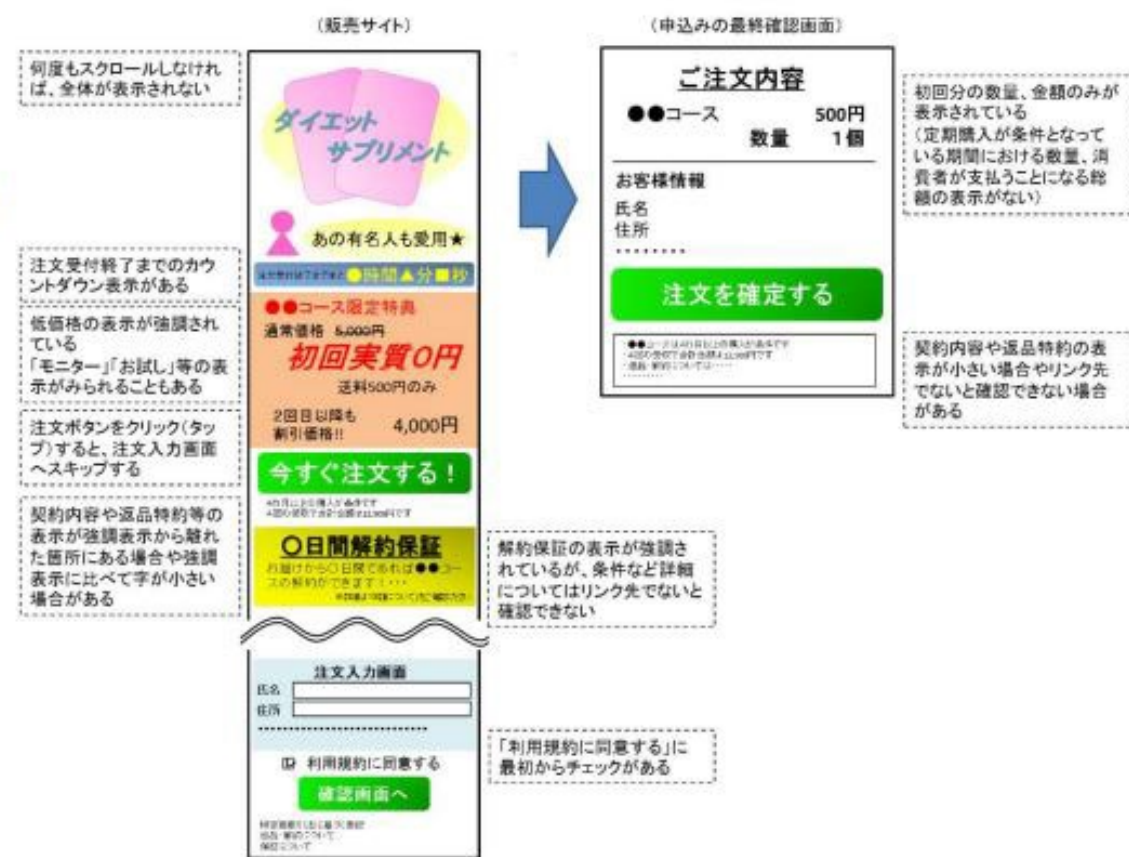 （販売サイト）
（申込みの最終確認画面）
何度もスクロールしなけれ
ば、全体が表示されない
注文受付終了までのカウ
ントダウン表示がある
低価格の表示が強調され
ている
「モニター」「お試し」等の表
示がみられることもある
注文ボタンをクリック（タッ
プ）すると、注文入力画面
へスキップする
契約内容や返品特約等の
表示が強調表示から離れ
た箇所にある場合や強調
表示に比べて字が小さい
場合がある
ダイエット
サプリメント
あの有名人も愛用★
●時間▲分■秒
●●コース限定特典
通常価格 5,000円
初回実質0円
送料500円のみ
2回目以降も
割引価格!! 4,000円
今すぐ注文する！
〇日間解約保証
お届けから〇日間であれば●●コー
スの解約ができます！・・・
注文入力画面
氏名
住所
利用規約に同意する
確認画面へ
解約保証の表示が強調さ
れているが、条件など詳細
についてはリンク先でないと
確認できない
「利用規約に同意する」に
最初からチェックがある
ご注文内容
●●コース 500円
数量 1個
お客様情報
氏名
住所
・・・・・・・・
注文を確定する
初回分の数量、金額のみが
表示されている
（定期購入が条件となって
いる期間における数量、消
費者が支払うことになる総
額の表示がない）
契約内容や返品特約の表
示が小さい場合やリンク先
でないと確認できない場合
がある